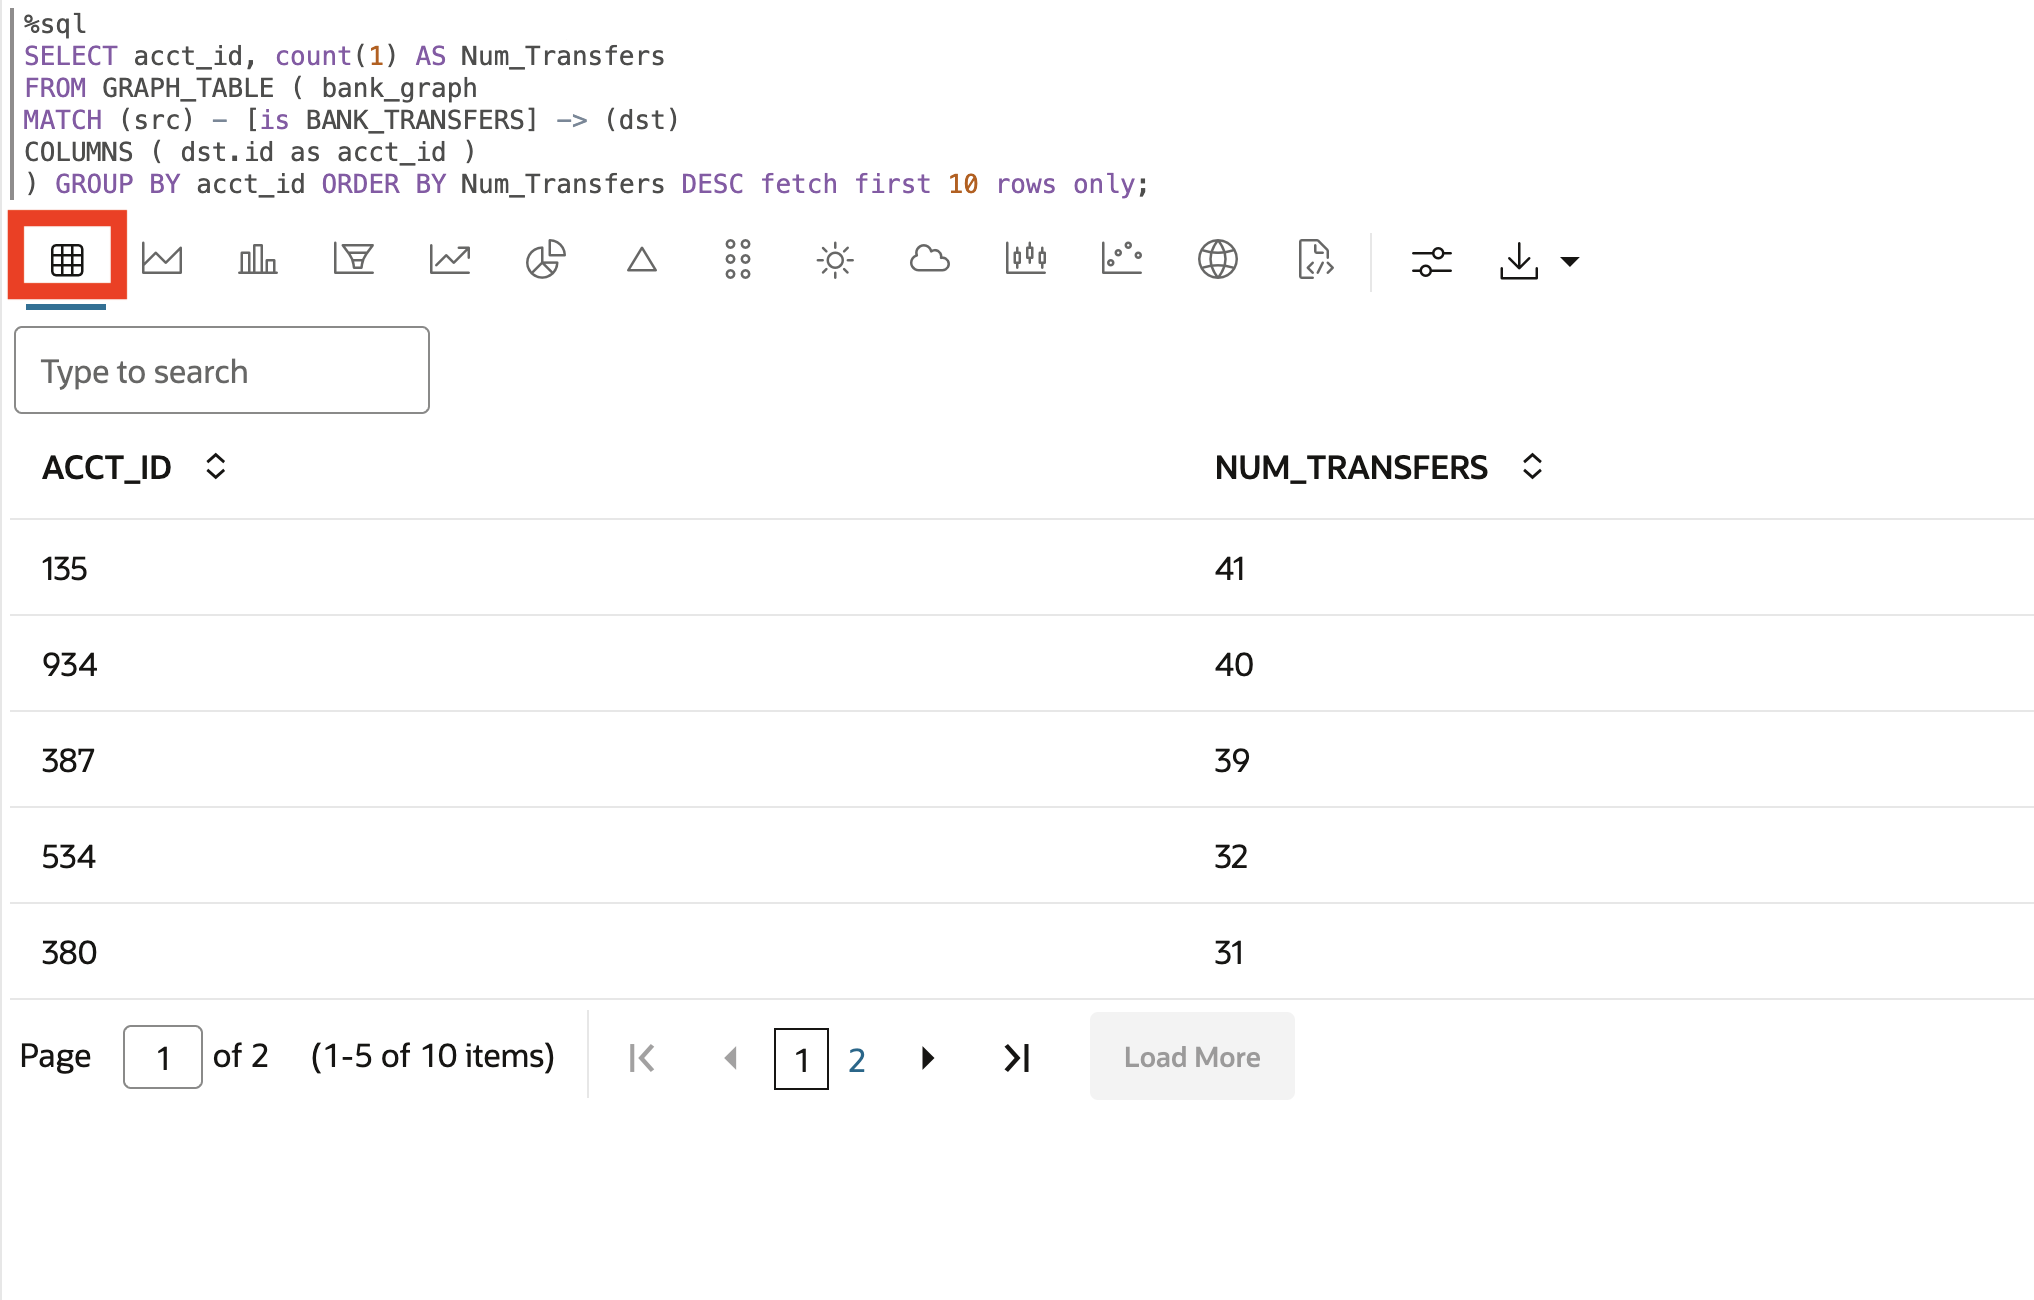 %sql
SELECT acct_id, count(1) AS Num_Transfers
FROM GRAPH_TABLE ( bank_graph
MATCH (src) - [is BANK_TRANSFERS] -> (dst)
COLUMNS ( dst.id as acct_id )
) GROUP BY acct_id ORDER BY Num_Transfers DESC fetch first 10 rows only;
Type to search
ACCT_ID NUM_TRANSFERS
135 41
934 40
387 39
534 32
380 31
Page 1 of 2 (1-5 of 10 items) 1 2 Load More